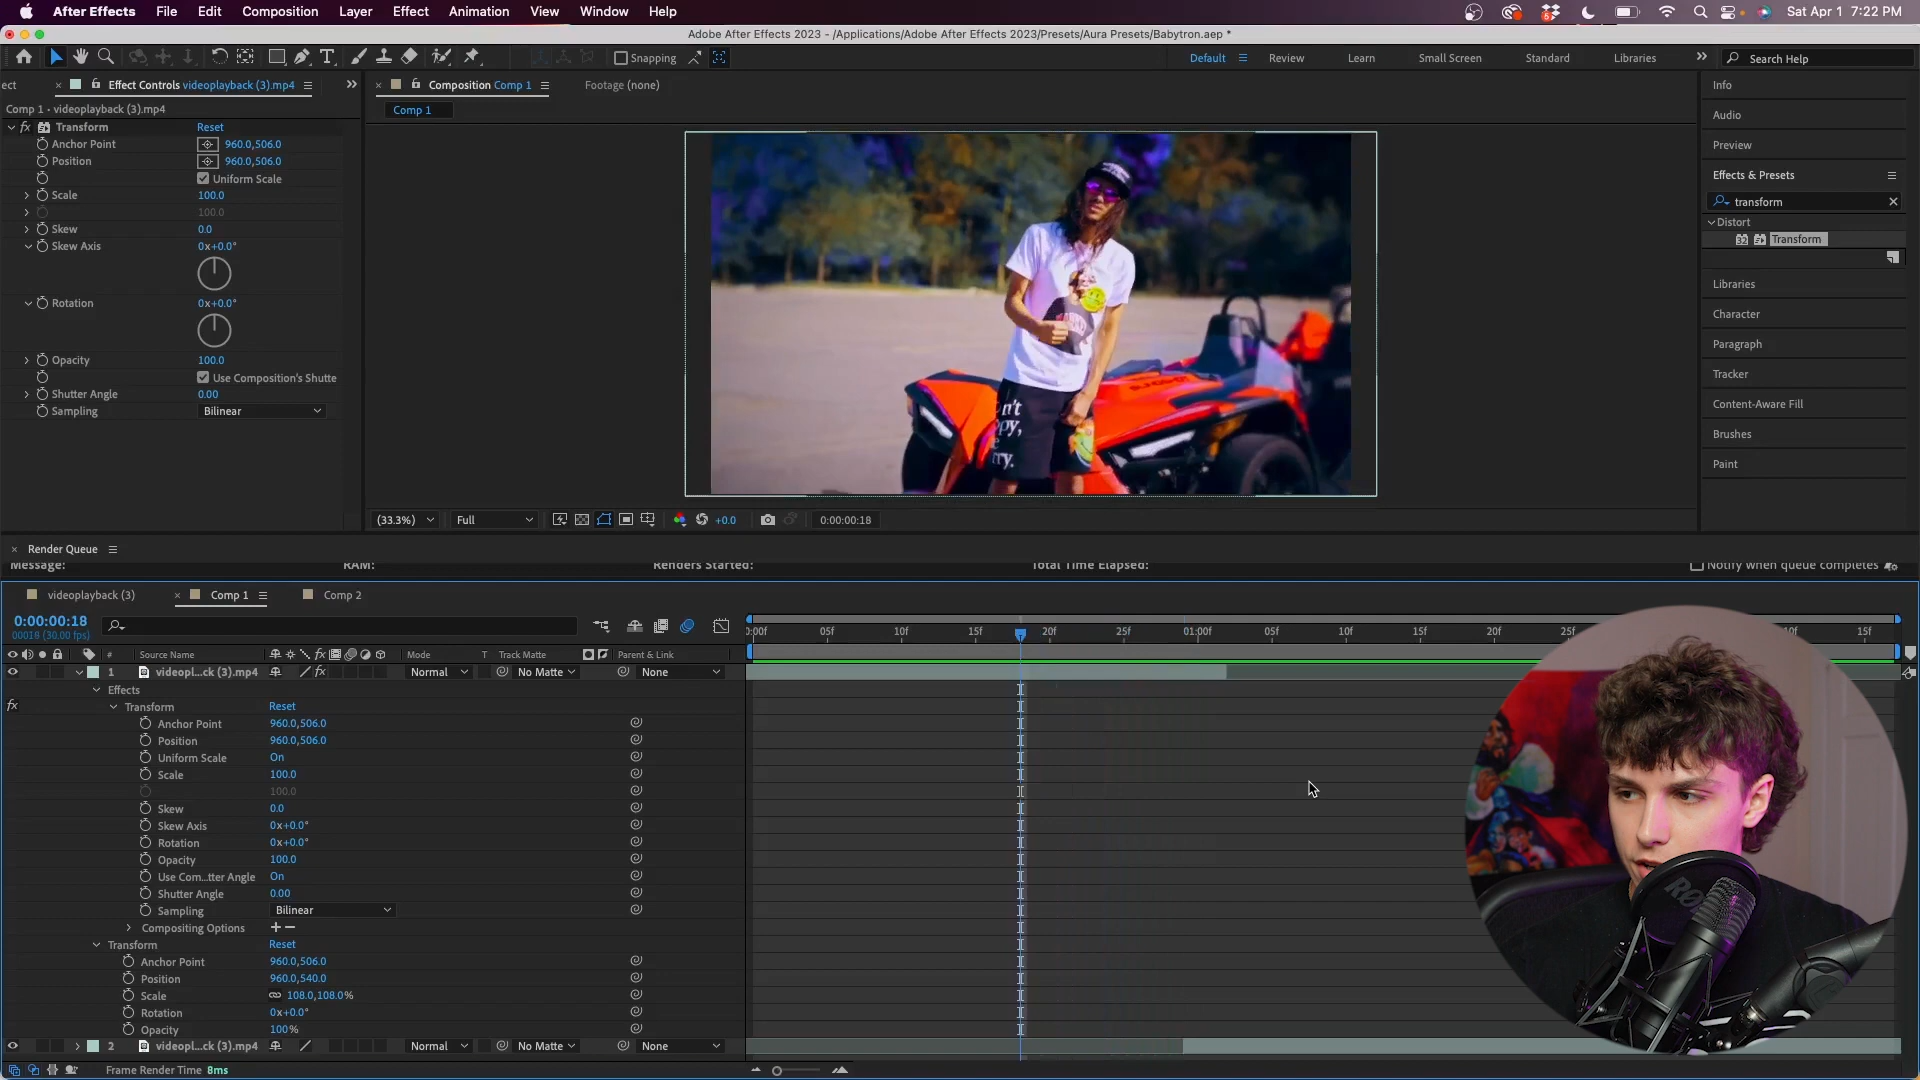 After Effects File Edit Composition Layer Effect Animation View Window Help
5
Sat Apr 1 7:22 PM
Adobe After Effects 2023 - /Applications/Adobe After Effects 2023/Presets/Aura Presets/Babytron.aep *
Snapping
Default Review Learn Small Screen Standard Libraries
Search Help
ect Effect Controls videoplayback (3).mp4
Composition Comp 1
Footage (none)
Info
Comp 1 • videoplayback (3).mp4
Comp 1
Audio
fx Transform Reset
Anchor Point 960.0,506.0
Preview
Position 960.0,506.0
Uniform Scale
Effects & Presets
Scale 100.0
transform
100.0
Distort
Skew 0.0
32 Transform
Skew Axis 0x+0.0°
Libraries
Rotation 0x+0.0°
Character
Paragraph
Opacity 100.0
Tracker
Use Composition's Shutte
Shutter Angle 0.00
Content-Aware Fill
Sampling Bilinear
Brushes
Paint
n't
ppy,
rry.
(33.3%) Full +0.0 0:00:00:18
Render Queue
Message: RAM: Renders Started: Total Time Elapsed: Notify when queue completes
videoplayback (3) Comp 1 Comp 2
0:00:00:18
00018 (30.00 fps)
0:00f 05f 10f 15f 20f 25f 01:00f 05f 10f 15f 20f 25f 10f 15f
# Source Name fx Mode T Track Matte Parent & Link
1 videopl...ck (3).mp4 fx Normal No Matte None
Effects
fx Transform Reset
Anchor Point 960.0,506.0
Position 960.0,506.0
Uniform Scale On
Scale 100.0
100.0
Skew 0.0
Skew Axis 0x+0.0°
Rotation 0x+0.0°
Opacity 100.0
Use Com...tter Angle On
Shutter Angle 0.00
Sampling Bilinear
Compositing Options + −
Transform Reset
Anchor Point 960.0,506.0
Position 960.0,540.0
Scale 108.0,108.0%
Rotation 0x+0.0°
Opacity 100%
2 videopl...ck (3).mp4 Normal No Matte None
Frame Render Time 8ms